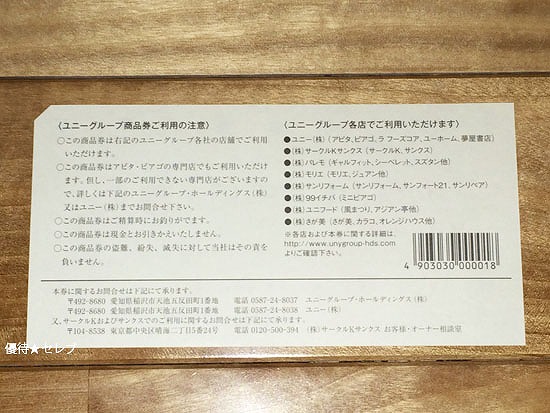 〈ユニーグループ商品券ご利用の注意〉
○この商品券は右記のユニーグループ各社の店舗でご利用
いただけます。
○この商品券はアピタ・ピアゴの専門店でもご利用いただけ
ます。但し、一部のご利用できない専門店がございますの
で、詳しくは下記のユニーグループ・ホールディングス(株)
又はユニー(株)までお問合せ下さい。
○この商品券はご精算時におつりがでます。
○この商品券は現金とお引きかえいたしません。
○この商品券の盗難、紛失、滅失に対して当社はその責を
負いません。
〈ユニーグループ各店でご利用いただけます〉
●ユニー(株)(アピタ、ピアゴ、ラ フーズコア、ユーホーム、夢屋書店)
●(株)サークルKサンクス(サークルK、サンクス)
●(株)パレモ(ギャルフィット、シーベレット、スズタン他)
●(株)モリエ(モリエ、ジュアン他)
●(株)サンリフォーム(サンリフォーム、サンフォート21、サンリペア)
●(株)99イチバ(ミニピアゴ)
●(株)ユニフード(風まつり、アジアン亭他)
●(株)さが美(さが美、カラコ、オレンジハウス他)
※各店および本券に関する詳細は、
http://www.unygroup-hds.com
よりご確認下さい。
4 903030 000018
本券に関するお問合せは下記にて承ります。
〒492-8680 愛知県稲沢市天池五反田町1番地 電話 0587-24-8037 ユニーグループ・ホールディングス(株)
〒492-8680 愛知県稲沢市天池五反田町1番地 電話 0587-24-8038 ユニー(株)
又、サークルKおよびサンクスでのご利用に関するお問合せは下記にて承ります。
〒104-8538 東京都中央区晴海二丁目5番24号 電話 0120-500-394 (株)サークルKサンクス お客様・オーナー相談室
優待★セレブ